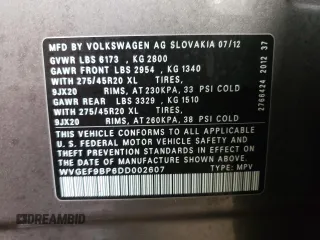 MFD BY VOLKSWAGEN AG SLOVAKIA 07/12
GVWR LBS 6173 , KG 2800
GAWR FRONT LBS 2954 , KG 1340
WITH 275/45R20 XL TIRES,
9JX20 RIMS, AT 230KPA, 33 PSI COLD
GAWR REAR LBS 3329 , KG 1510
WITH 275/45R20 XL TIRES,
9JX20 RIMS, AT 260KPA, 38 PSI COLD
THIS VEHICLE CONFORMS TO ALL APPLICABLE
U.S. FEDERAL MOTOR VEHICLE SAFETY
STANDARDS IN EFFECT ON THE DATE OF
MANUFACTURE SHOWN ABOVE.
WVGEF9BP6DD002607 TYPE: MPV
2766424 2012 37
DREAMBID